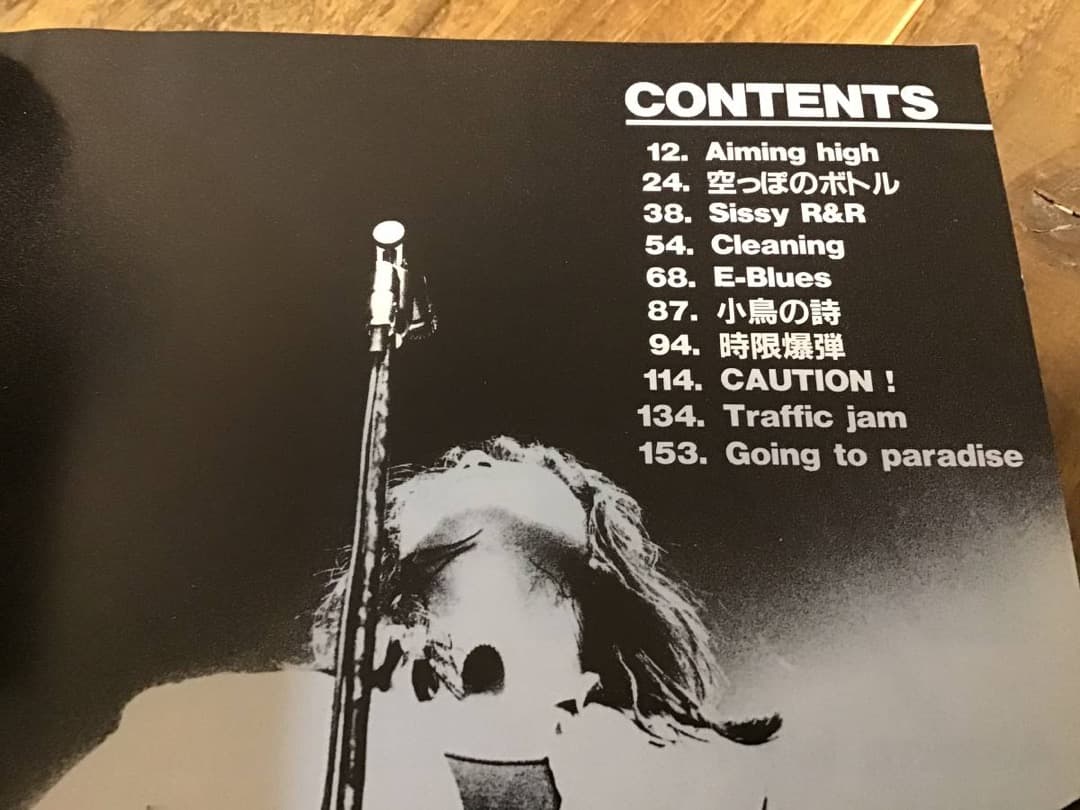 CONTENTS
12. Aiming high
24. 空っぽのボトル
38. Sissy R&R
54. Cleaning
68. E-Blues
87. 小鳥の詩
94. 時限爆弾
114. CAUTION !
134. Traffic jam
153. Going to paradise